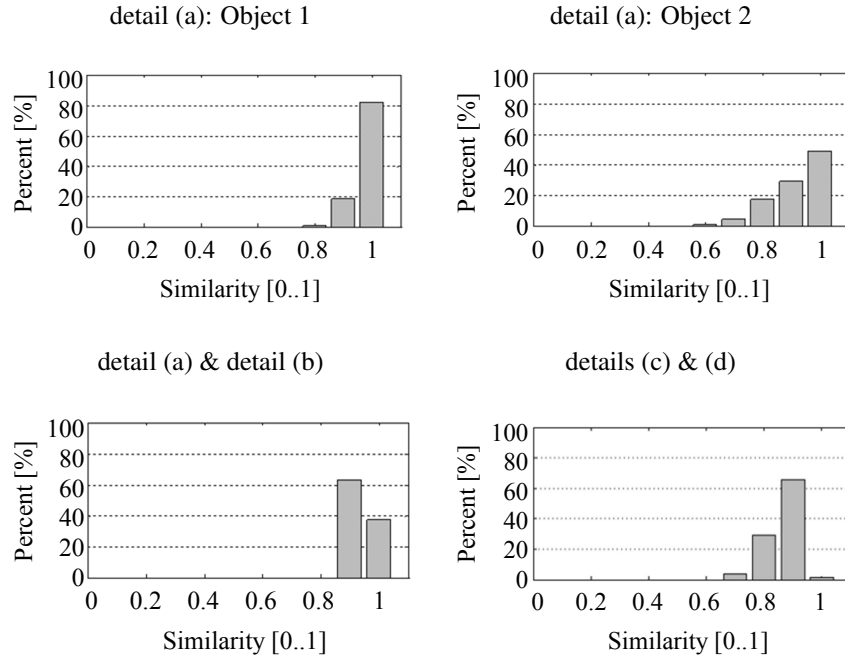 detail (a): Object 1
100
80
60
40
20
0
Percent [%]
0 0.2 0.4 0.6 0.8 1
Similarity [0..1]
detail (a): Object 2
100
80
60
40
20
0
Percent [%]
0 0.2 0.4 0.6 0.8 1
Similarity [0..1]
detail (a) & detail (b)
100
80
60
40
20
0
Percent [%]
0 0.2 0.4 0.6 0.8 1
Similarity [0..1]
details (c) & (d)
100
80
60
40
20
0
Percent [%]
0 0.2 0.4 0.6 0.8 1
Similarity [0..1]